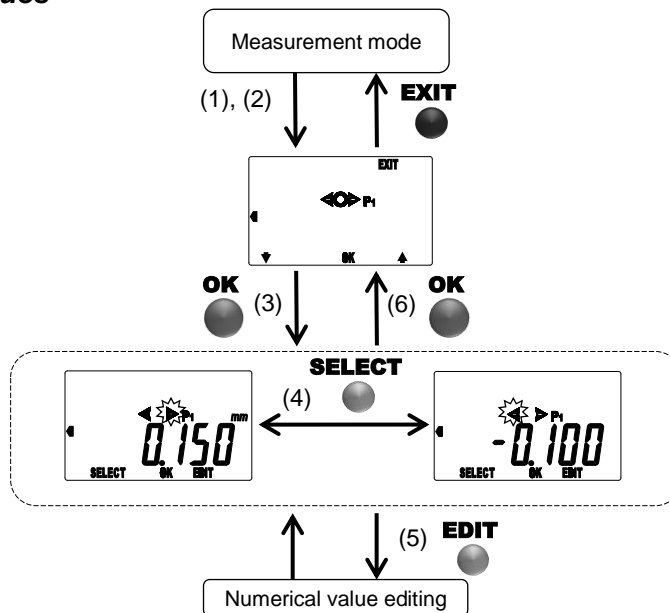 Measurement mode
(1), (2)
EXIT
EXIT
P1
OK
OK
(3)
(6)
OK
SELECT
(4)
P1
mm
0.150
SELECT OK EDIT
P1
-0.100
SELECT OK EDIT
(5)
EDIT
Numerical value editing